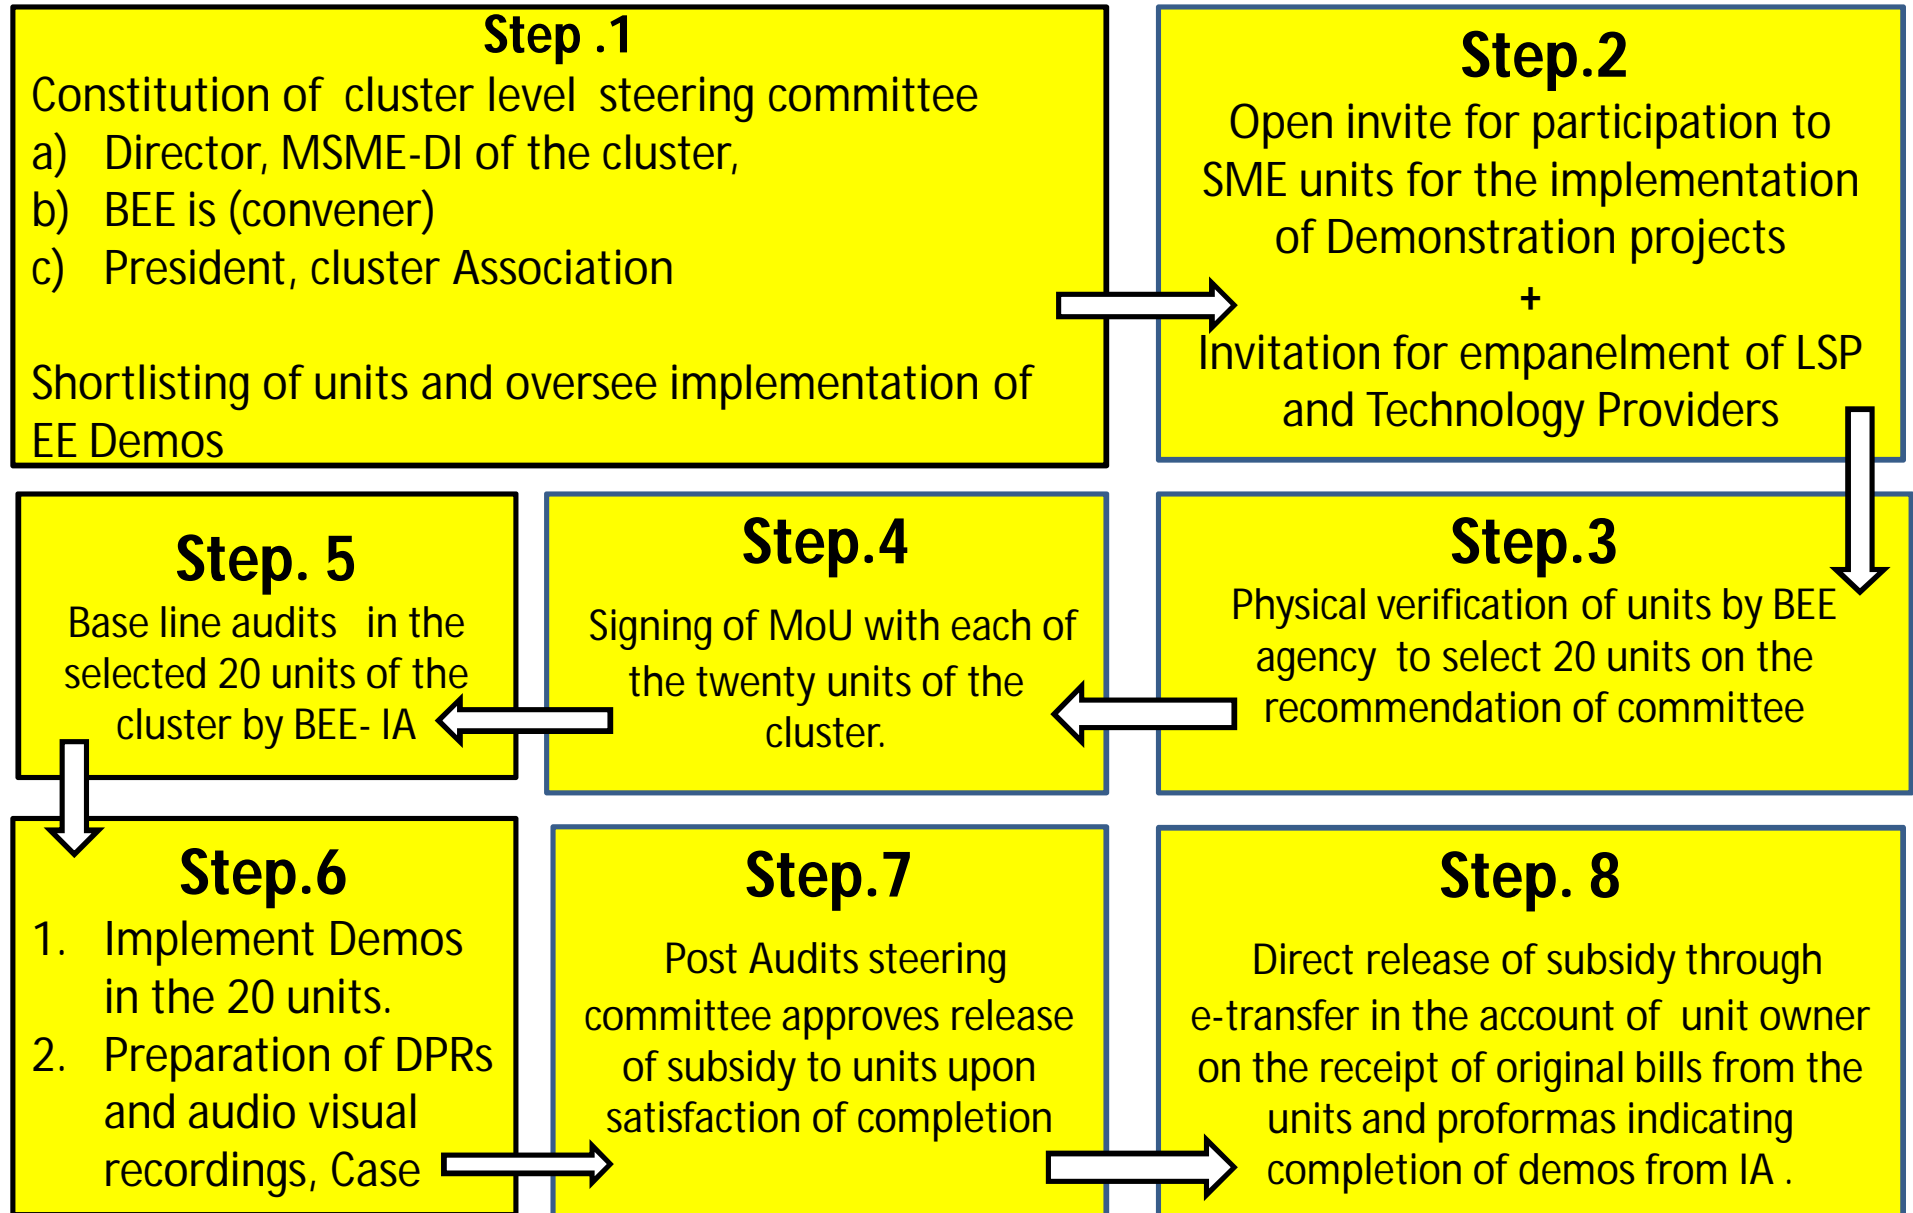 Step .1
Constitution of cluster level steering committee
a) Director, MSME-DI of the cluster,
b) BEE is (convener)
c) President, cluster Association
Shortlisting of units and oversee implementation of
EE Demos
Step.2
Open invite for participation to
SME units for the implementation
of Demonstration projects
+
Invitation for empanelment of LSP
and Technology Providers
Step.3
Physical verification of units by BEE
agency to select 20 units on the
recommendation of committee
Step.4
Signing of MoU with each of
the twenty units of the
cluster.
Step. 5
Base line audits in the
selected 20 units of the
cluster by BEE- IA
Step.6
1. Implement Demos
in the 20 units.
2. Preparation of DPRs
and audio visual
recordings, Case
Step.7
Post Audits steering
committee approves release
of subsidy to units upon
satisfaction of completion
Step. 8
Direct release of subsidy through
e-transfer in the account of unit owner
on the receipt of original bills from the
units and proformas indicating
completion of demos from IA .